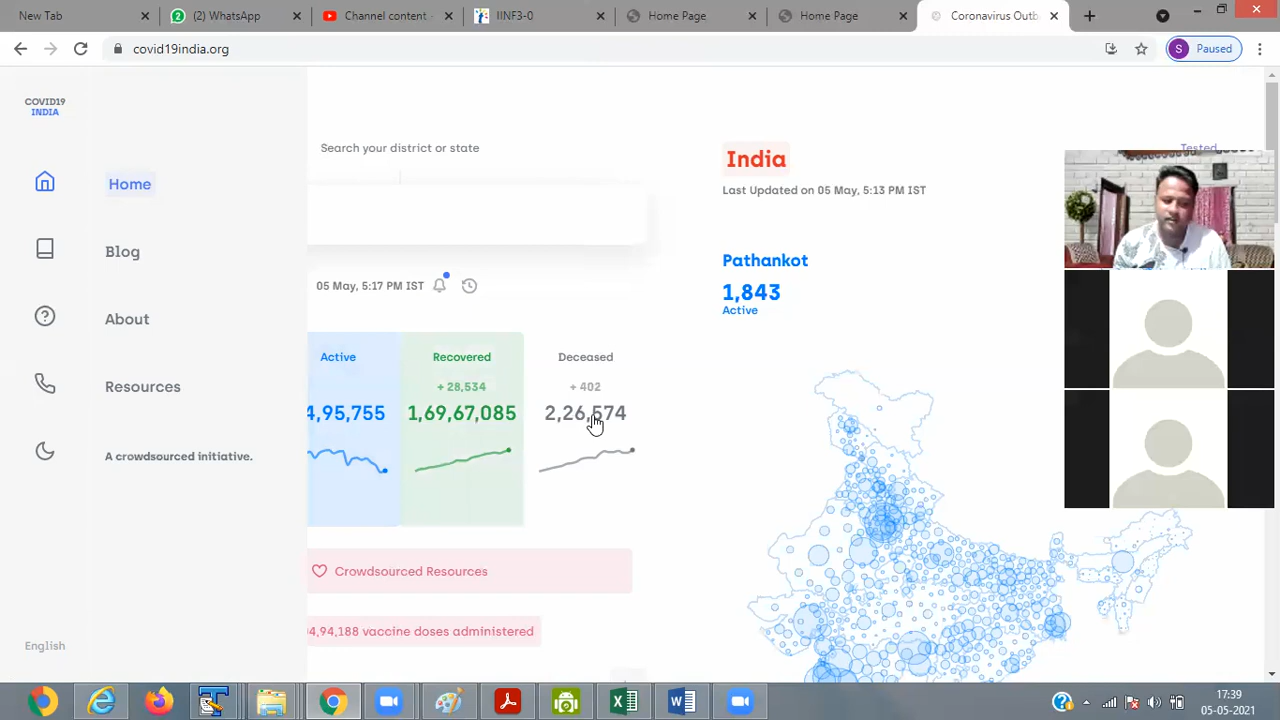 New Tab
(2) WhatsApp
Channel content -
IINF3-0
Home Page
Home Page
Coronavirus Outb
covid19india.org
S Paused
COVID19
INDIA
Home
Blog
About
Resources
A crowdsourced initiative.
English
Search your district or state
05 May, 5:17 PM IST
Active
4,95,755
Recovered
+ 28,534
1,69,67,085
Deceased
+ 402
2,26,574
Crowdsourced Resources
4,94,188 vaccine doses administered
India
Last Updated on 05 May, 5:13 PM IST
Tested
Pathankot
1,843
Active
17:39
05-05-2021